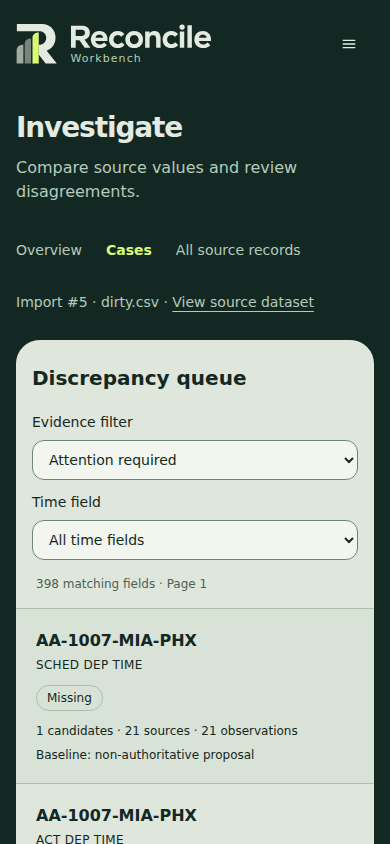 Reconcile
Workbench
Investigate
Compare source values and review
disagreements.
Overview Cases All source records
Import #5 · dirty.csv · View source dataset
Discrepancy queue
Evidence filter
Attention required
Time field
All time fields
398 matching fields · Page 1
AA-1007-MIA-PHX
SCHED DEP TIME
Missing
1 candidates · 21 sources · 21 observations
Baseline: non-authoritative proposal
AA-1007-MIA-PHX
ACT DEP TIME